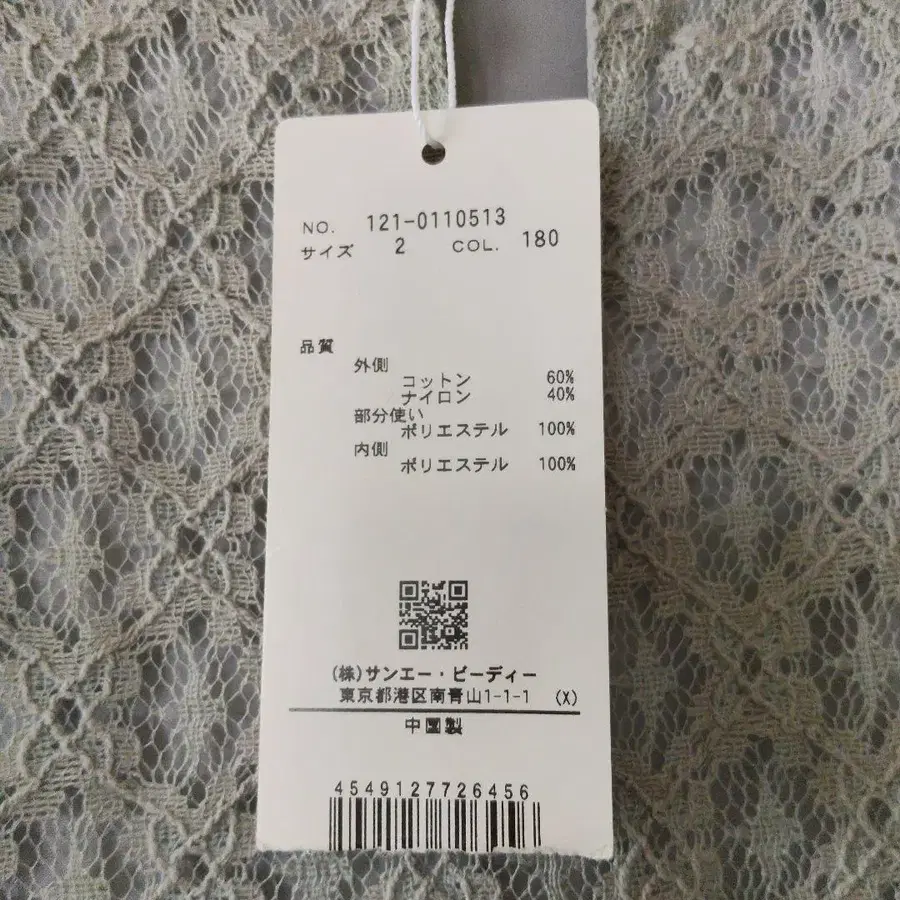 NO. 121-0110513
サイズ 2 COL. 180
品質
外側
コットン 60%
ナイロン 40%
部分使い
ポリエステル 100%
内側
ポリエステル 100%
(株)サンエー・ビーディー
東京都港区南青山1-1-1 (X)
中国製
4549127726456